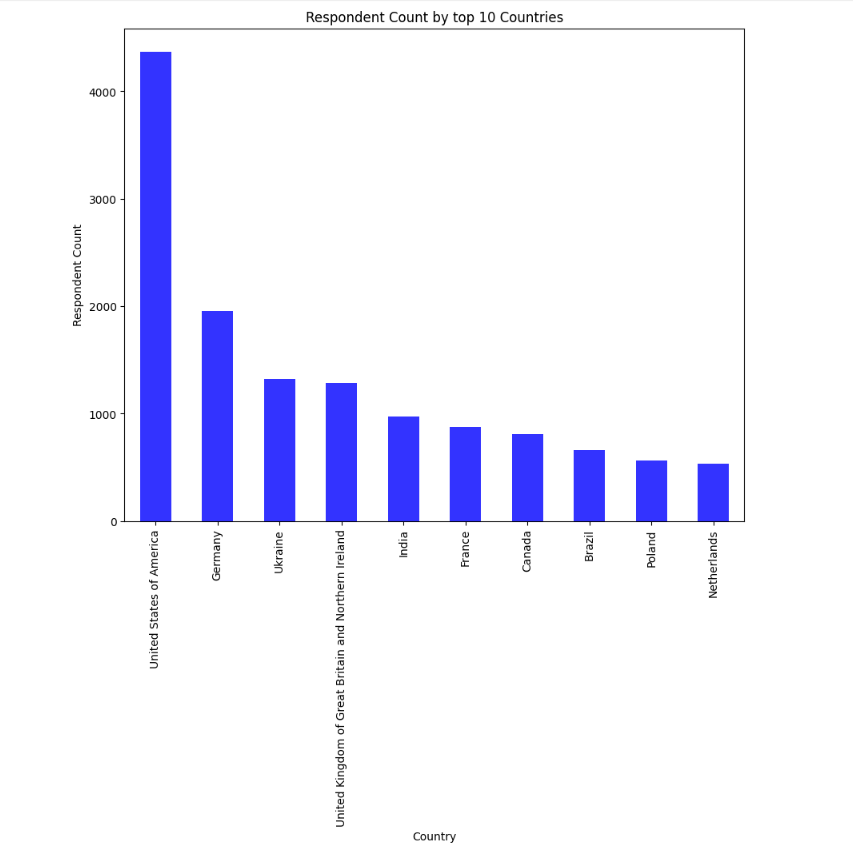 Respondent Count by top 10 Countries
Respondent Count
4000
3000
2000
1000
0
United States of America
Germany
Ukraine
United Kingdom of Great Britain and Northern Ireland
India
France
Canada
Brazil
Poland
Netherlands
Country